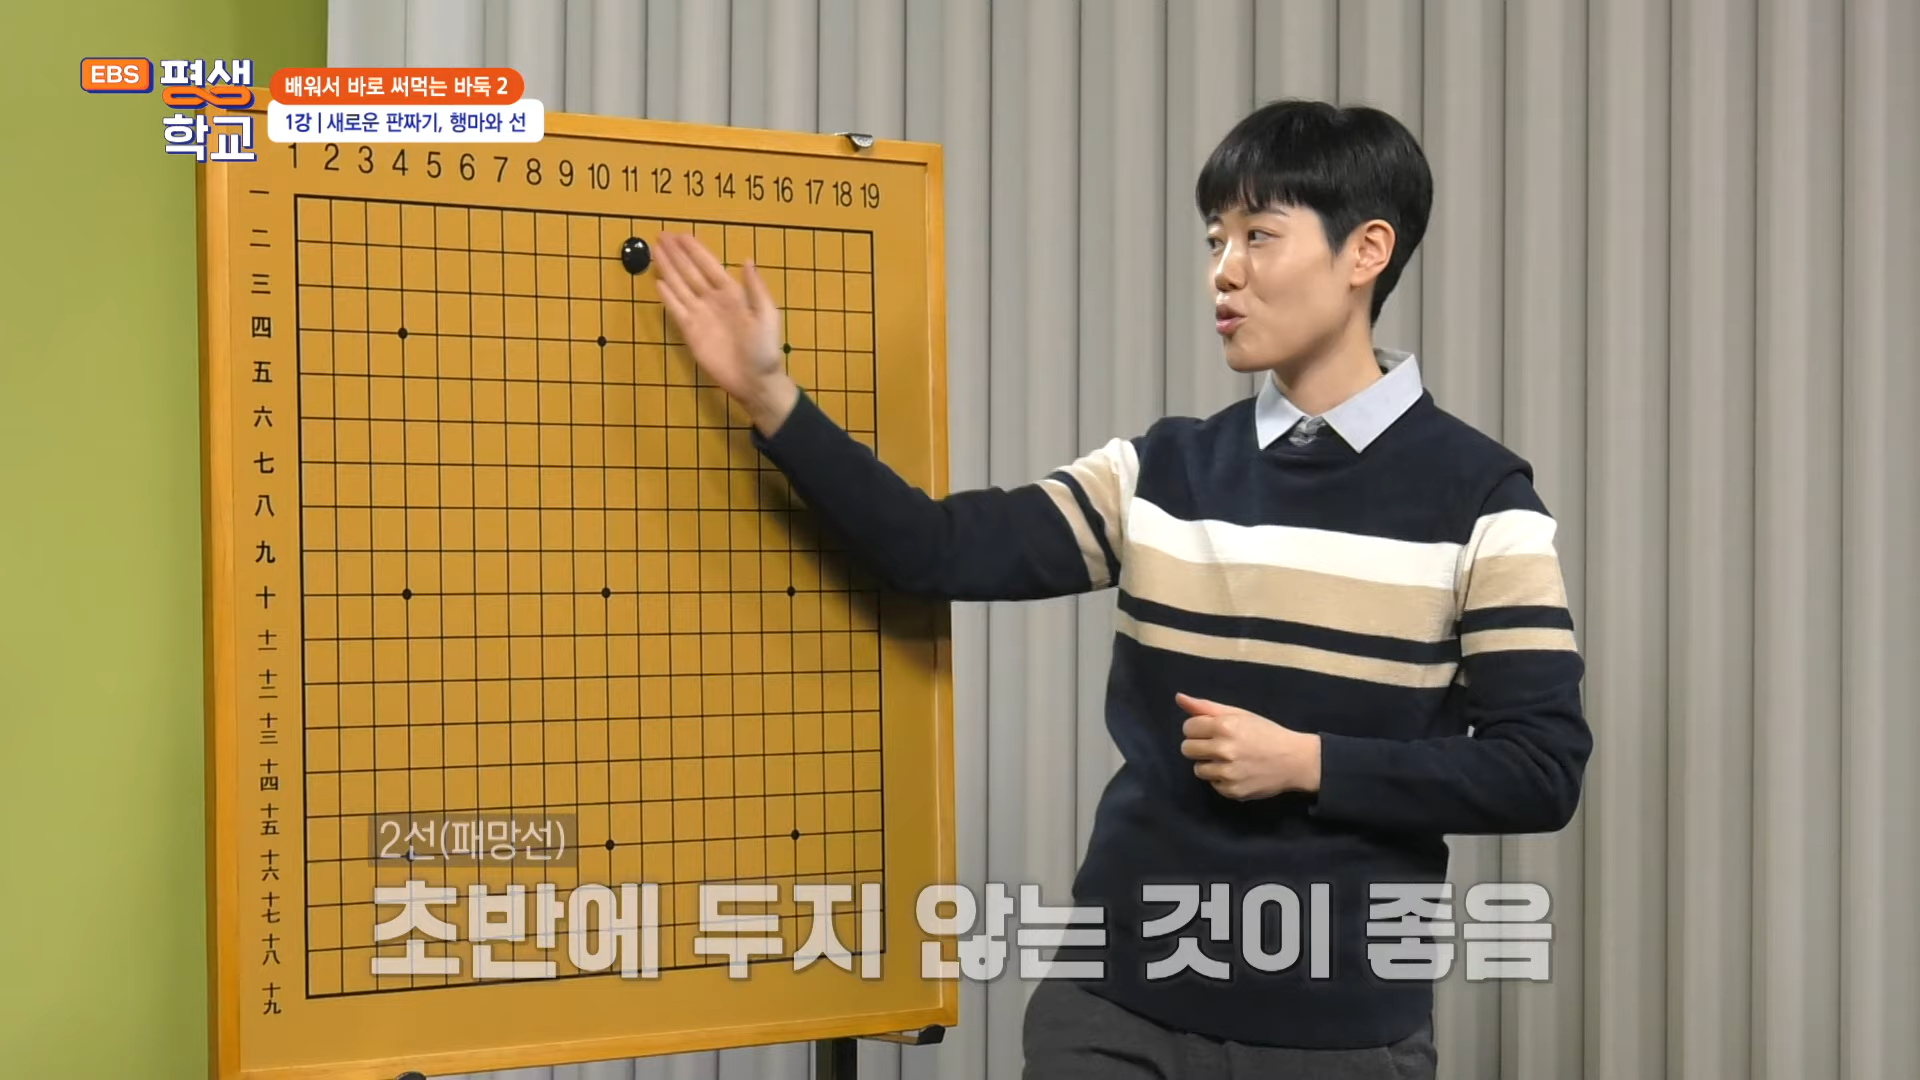 EBS 평생
학교
배워서 바로 써먹는 바둑 2
1강 | 새로운 판짜기, 행마와 선
1 2 3 4 5 6 7 8 9 10 11 12 13 14 15 16 17 18 19
一
二
三
四
五
六
七
八
九
十
十一
十二
十三
十四
十五
十六
十七
十八
十九
2선(패망선)
초반에 두지 않는 것이 좋음